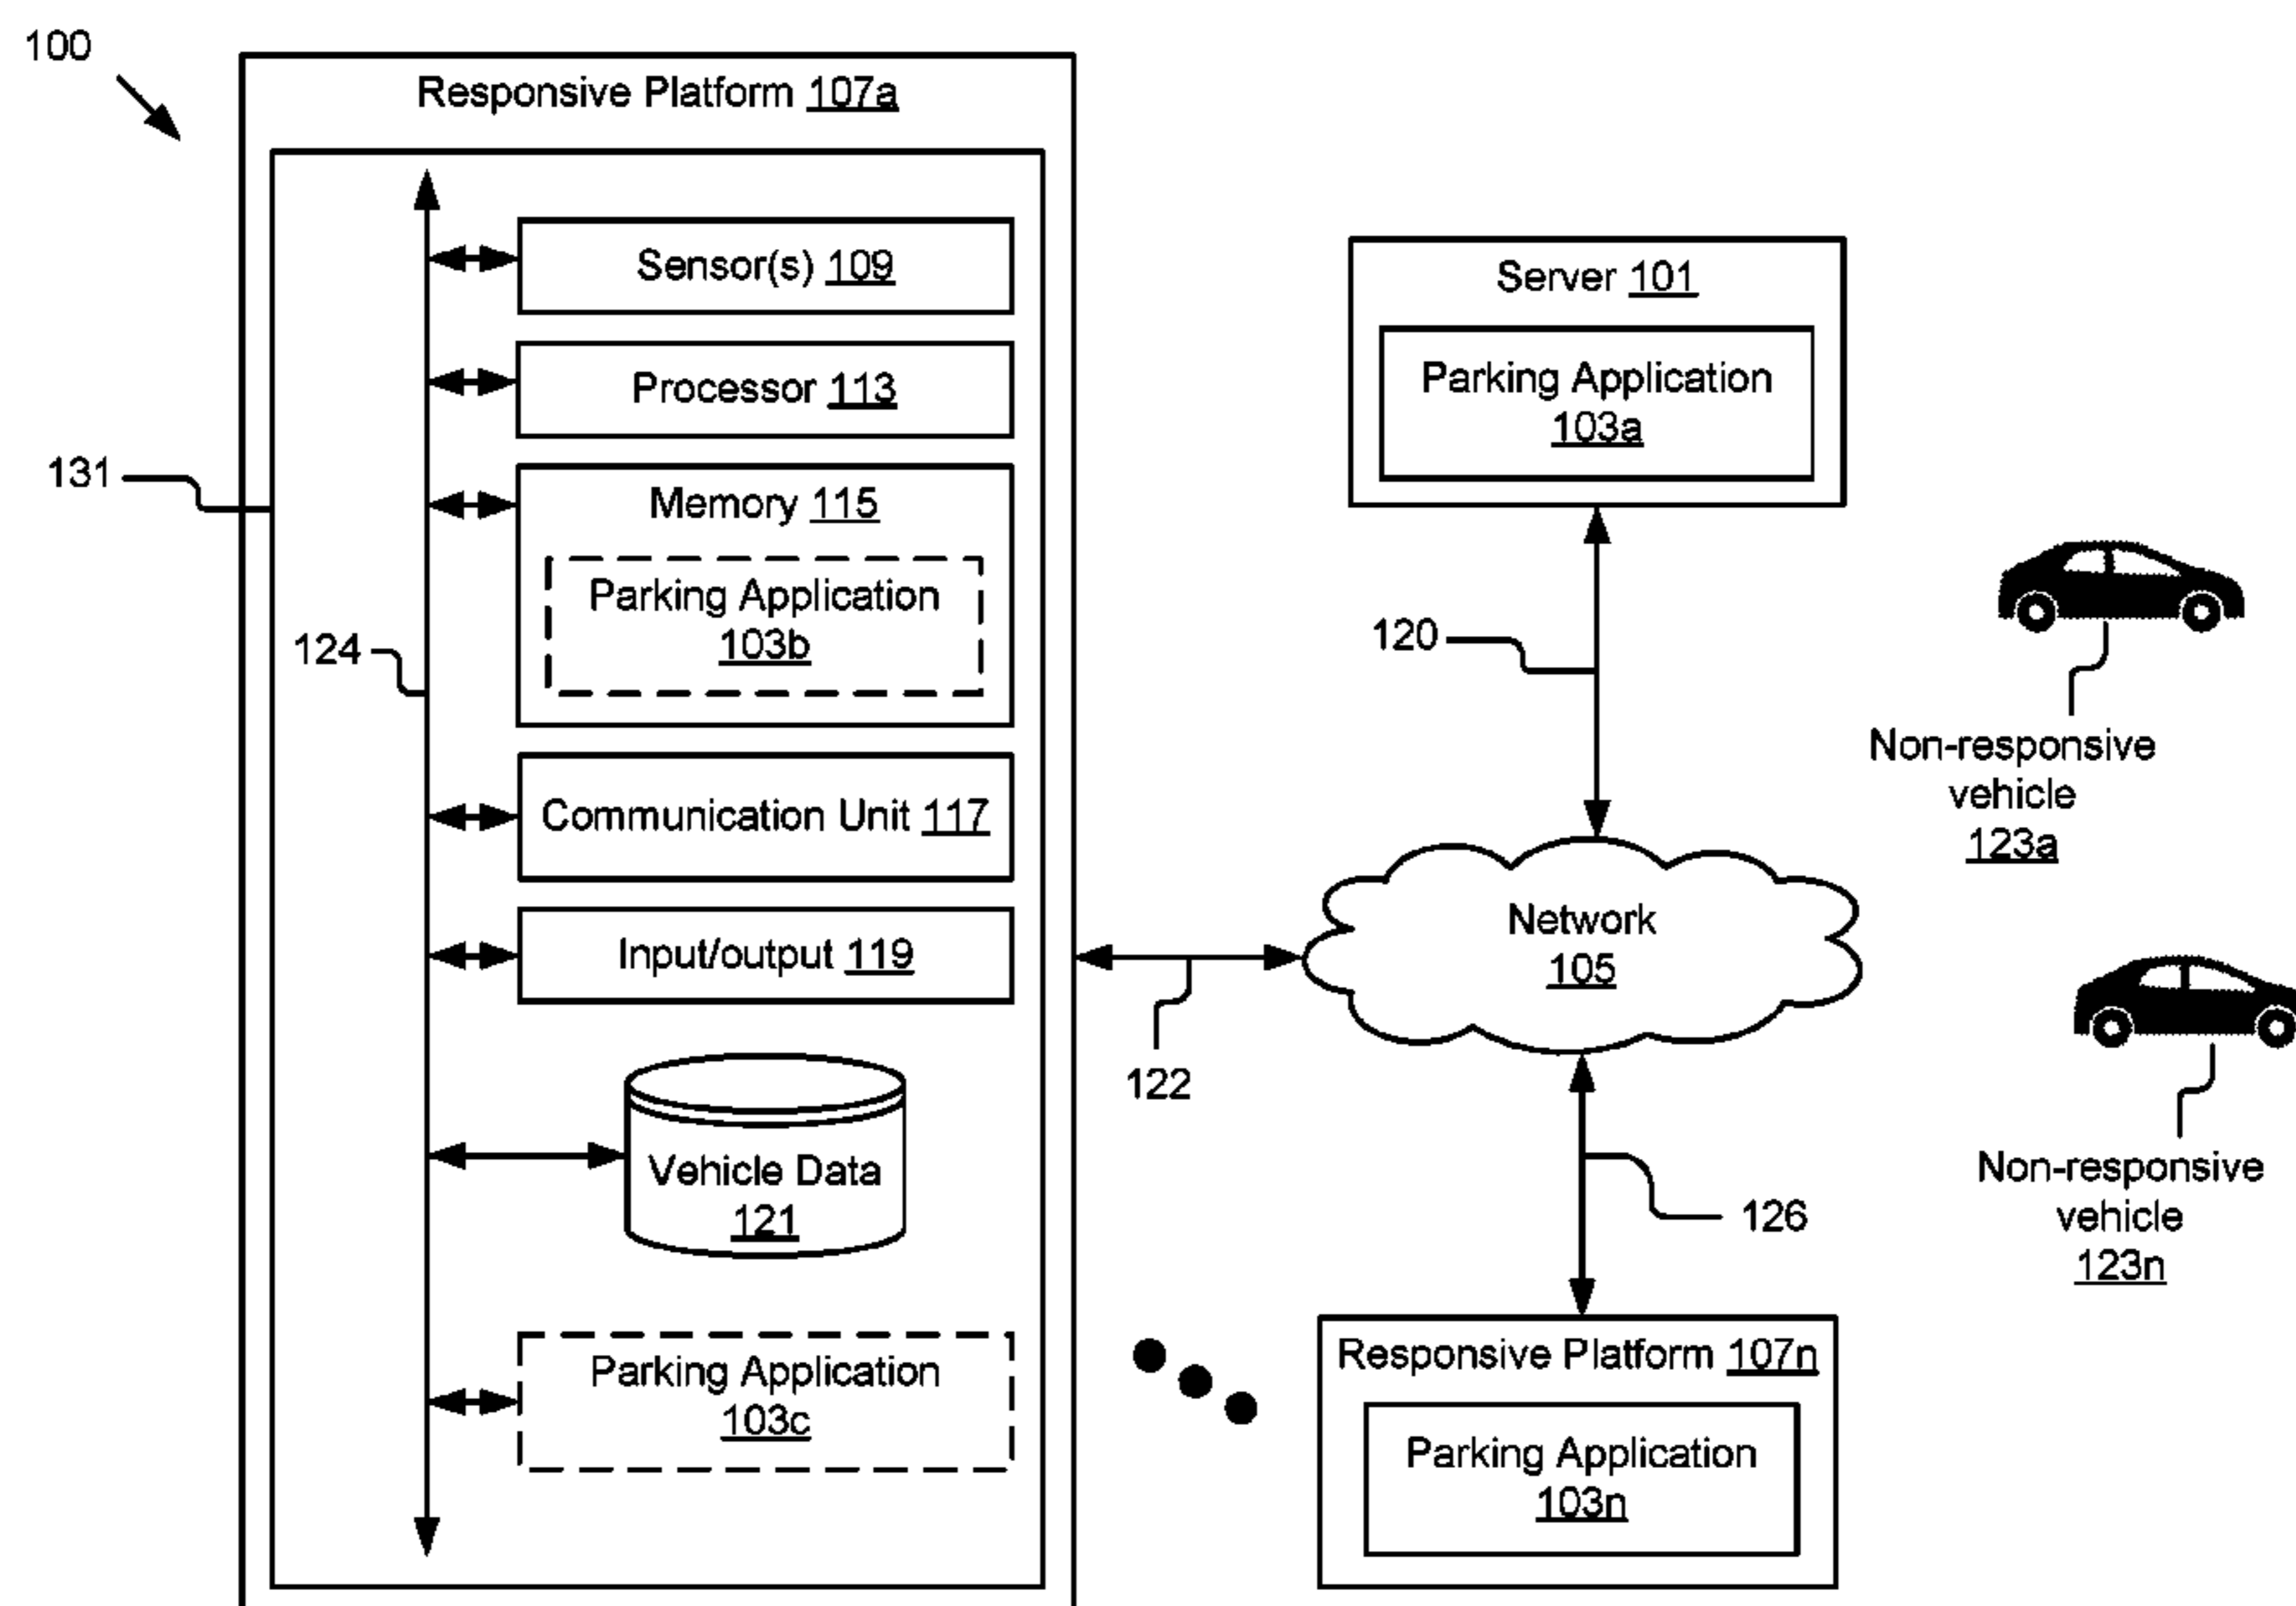 100
Responsive Platform 107a
Sensor(s) 109
Processor 113
131
Memory 115
Parking Application
103b
124
Communication Unit 117
Input/output 119
Vehicle Data
121
Parking Application
103c
Server 101
Parking Application
103a
120
Non-responsive
vehicle
123a
Network
105
122
Non-responsive
vehicle
123n
126
Responsive Platform 107n
Parking Application
103n